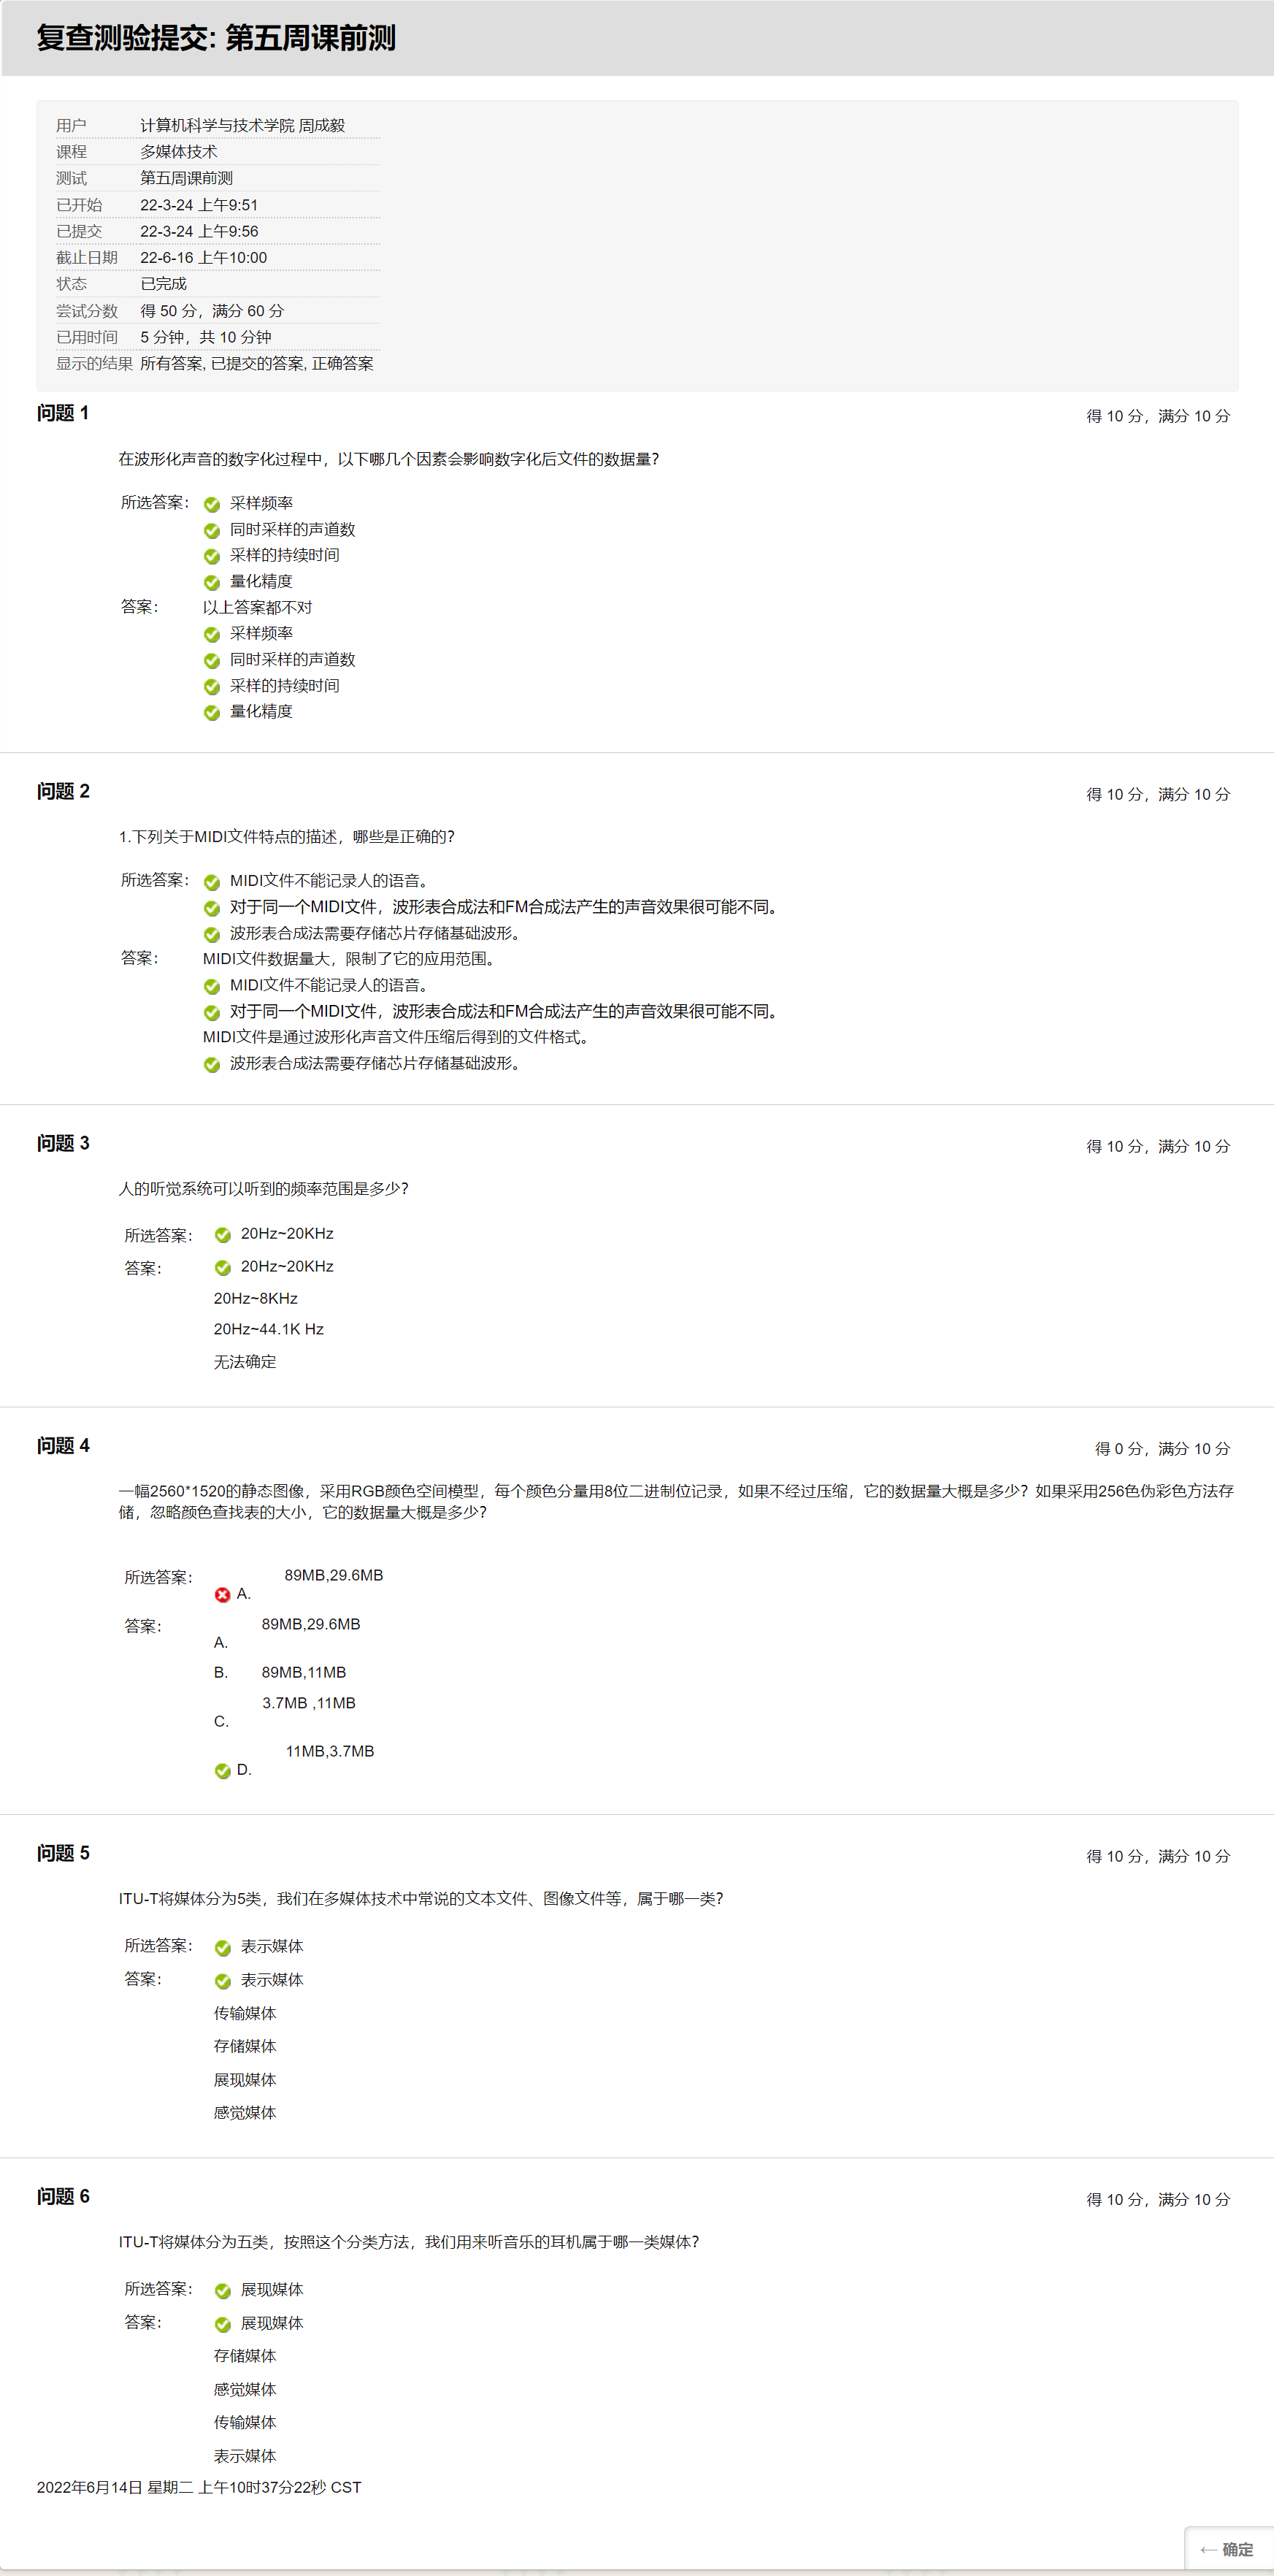 复查测验提交: 第五周课前测
用户 计算机科学与技术学院 周成毅
课程 多媒体技术
测试 第五周课前测
已开始 22-3-24 上午9:51
已提交 22-3-24 上午9:56
截止日期 22-6-16 上午10:00
状态 已完成
尝试分数 得 50 分，满分 60 分
已用时间 5 分钟，共 10 分钟
显示的结果 所有答案, 已提交的答案, 正确答案
问题 1 得 10 分，满分 10 分
在波形化声音的数字化过程中，以下哪几个因素会影响数字化后文件的数据量？
所选答案： 采样频率
同时采样的声道数
采样的持续时间
量化精度
答案： 以上答案都不对
采样频率
同时采样的声道数
采样的持续时间
量化精度
问题 2 得 10 分，满分 10 分
1.下列关于MIDI文件特点的描述，哪些是正确的？
所选答案： MIDI文件不能记录人的语音。
对于同一个MIDI文件，波形表合成法和FM合成法产生的声音效果很可能不同。
波形表合成法需要存储芯片存储基础波形。
答案： MIDI文件数据量大，限制了它的应用范围。
MIDI文件不能记录人的语音。
对于同一个MIDI文件，波形表合成法和FM合成法产生的声音效果很可能不同。
MIDI文件是通过波形化声音文件压缩后得到的文件格式。
波形表合成法需要存储芯片存储基础波形。
问题 3 得 10 分，满分 10 分
人的听觉系统可以听到的频率范围是多少？
所选答案： 20Hz~20KHz
答案： 20Hz~20KHz
20Hz~8KHz
20Hz~44.1K Hz
无法确定
问题 4 得 0 分，满分 10 分
一幅2560*1520的静态图像，采用RGB颜色空间模型，每个颜色分量用8位二进制位记录，如果不经过压缩，它的数据量大概是多少？如果采用256色伪彩色方法存
储，忽略颜色查找表的大小，它的数据量大概是多少？
所选答案： 89MB,29.6MB
A.
答案： 89MB,29.6MB
A.
B. 89MB,11MB
3.7MB ,11MB
C.
11MB,3.7MB
D.
问题 5 得 10 分，满分 10 分
ITU-T将媒体分为5类，我们在多媒体技术中常说的文本文件、图像文件等，属于哪一类？
所选答案： 表示媒体
答案： 表示媒体
传输媒体
存储媒体
展现媒体
感觉媒体
问题 6 得 10 分，满分 10 分
ITU-T将媒体分为五类，按照这个分类方法，我们用来听音乐的耳机属于哪一类媒体？
所选答案： 展现媒体
答案： 展现媒体
存储媒体
感觉媒体
传输媒体
表示媒体
2022年6月14日 星期二 上午10时37分22秒 CST
← 确定